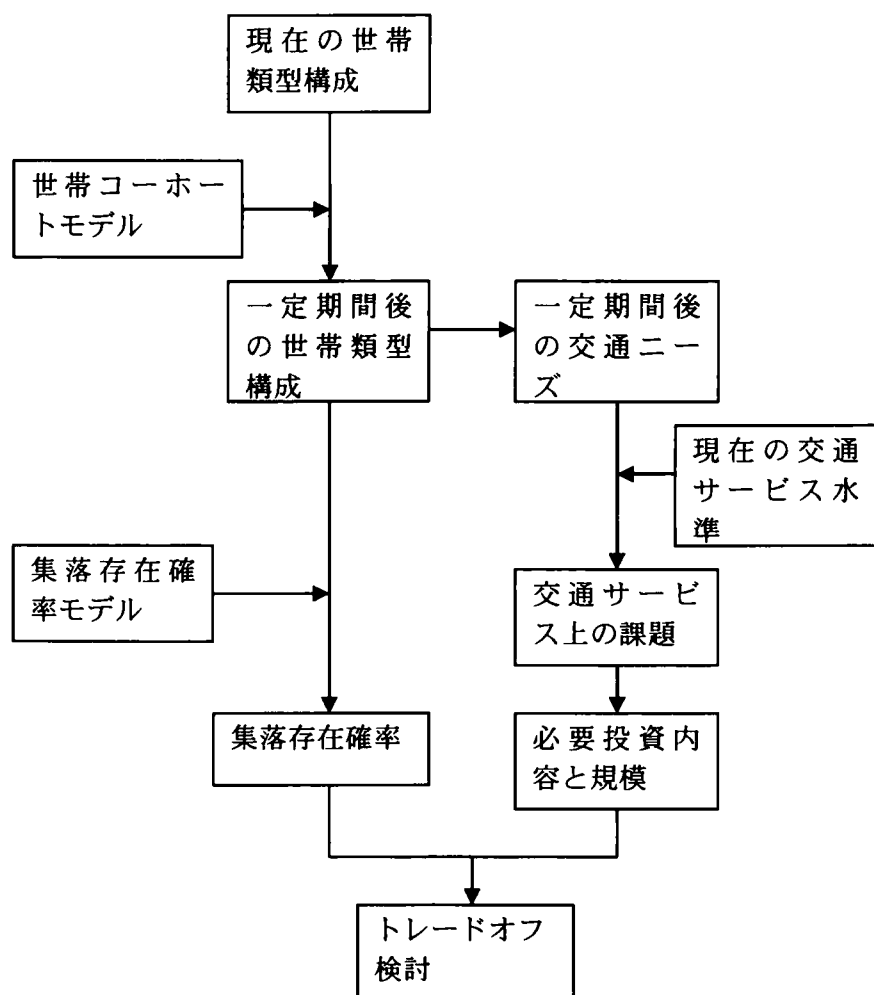 現在の世帯
類型構成
世帯コーホー
トモデル
一定期間後
の世帯類型
構成
一定期間後
の交通ニー
ズ
現在の交通
サービス水
準
集落存在確
率モデル
交通サービ
ス上の課題
集落存在確率
必要投資内
容と規模
トレードオフ
検討